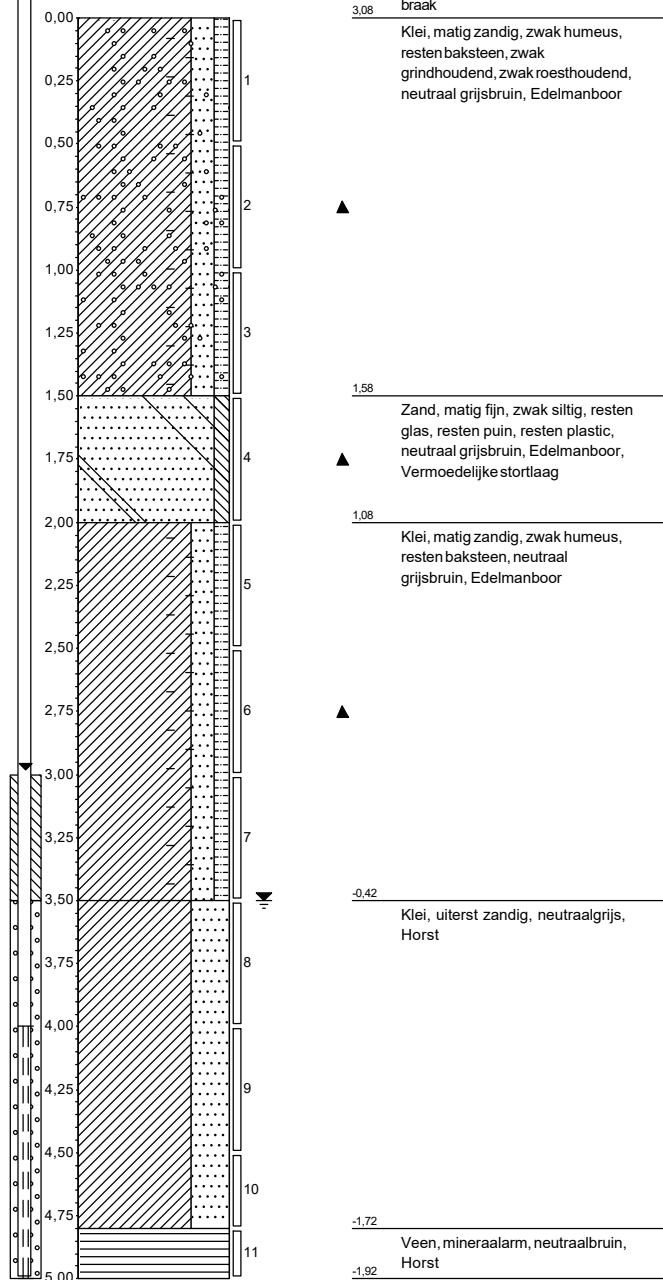 braak
3,08
0,00
Klei, matig zandig, zwak humeus,
resten baksteen, zwak
grindhoudend, zwak roesthoudend,
neutraal grijsbruin, Edelmanboor
0,25
1
0,50
0,75
2
1,00
1,25
3
1,50
1,58
Zand, matig fijn, zwak siltig, resten
glas, resten puin, resten plastic,
neutraal grijsbruin, Edelmanboor,
Vermoedelijke stortlaag
1,75
4
2,00
1,08
Klei, matig zandig, zwak humeus,
resten baksteen, neutraal
grijsbruin, Edelmanboor
2,25
5
2,50
2,75
6
3,00
3,25
7
3,50
-0,42
Klei, uiterst zandig, neutraalgrijs,
Horst
3,75
8
4,00
4,25
9
4,50
10
4,75
-1,72
Veen, mineraalarm, neutraalbruin,
Horst
11
5,00
-1,92